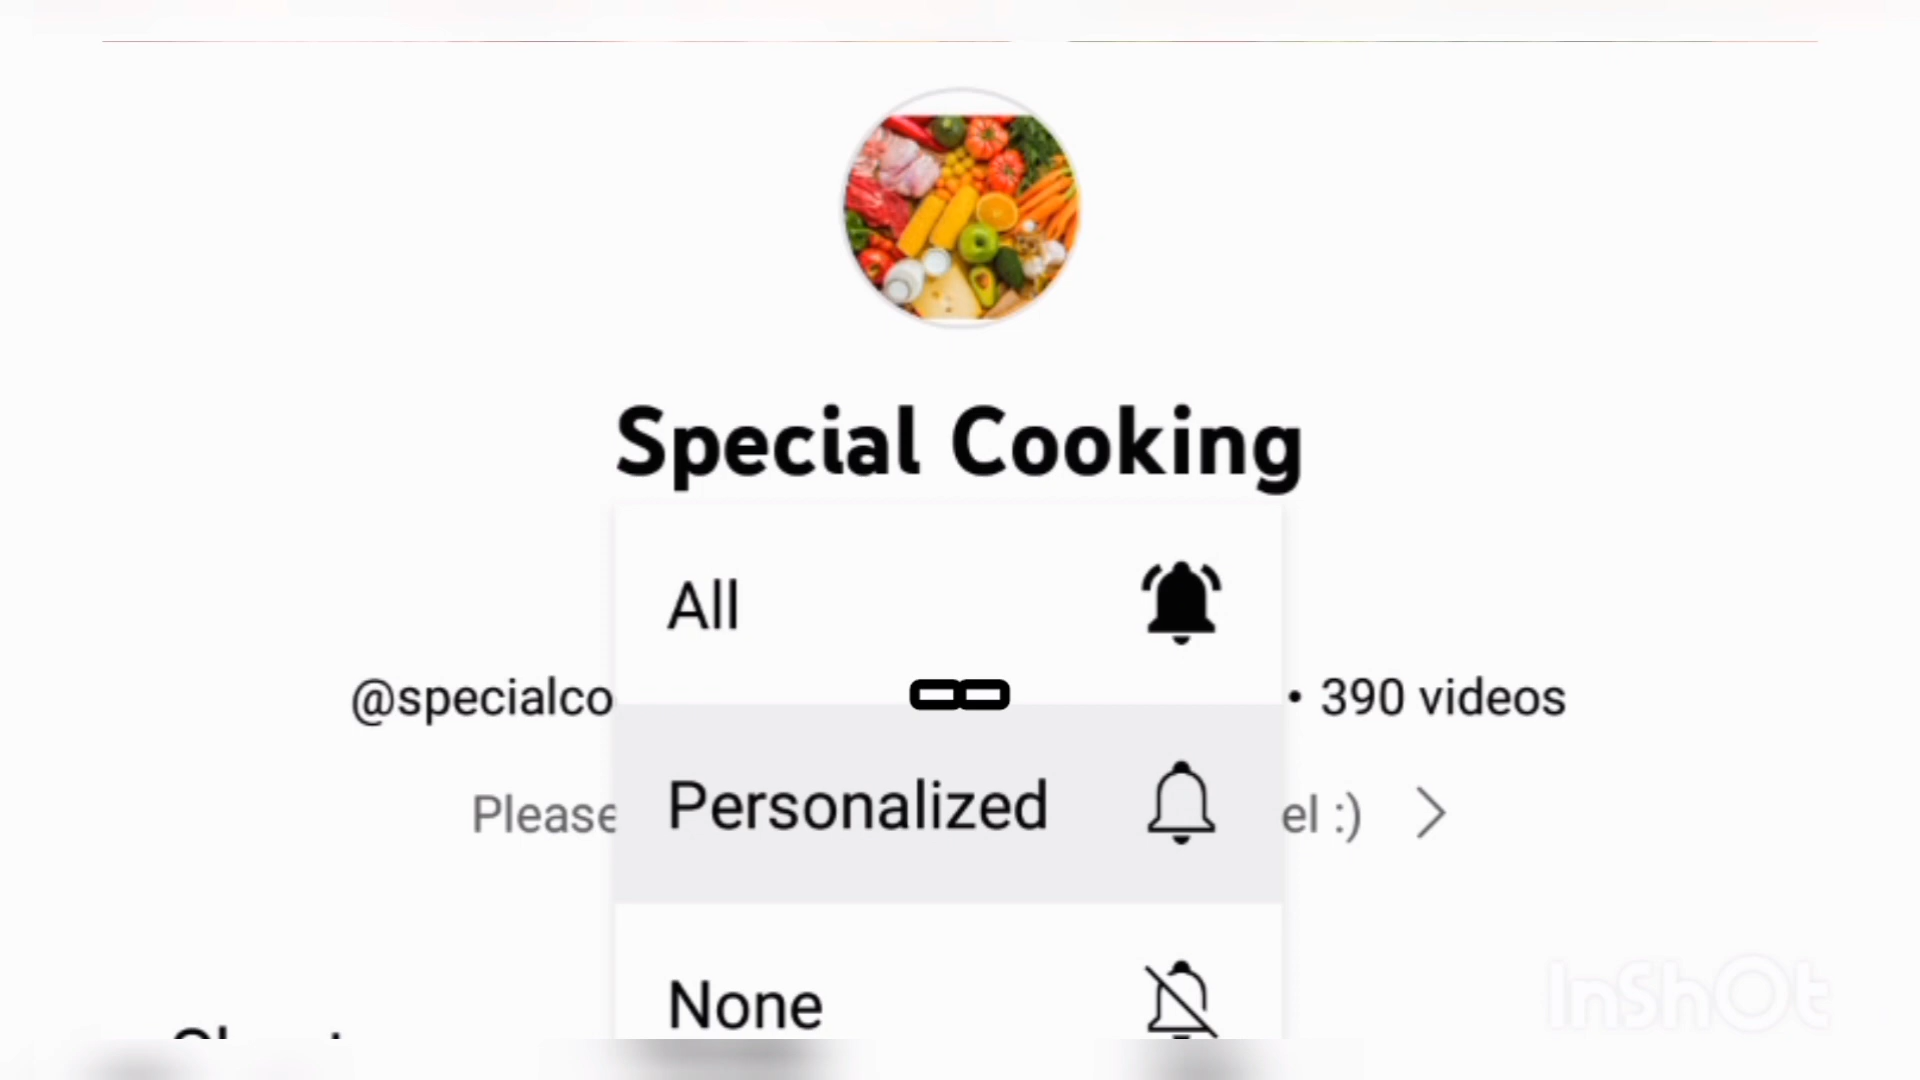 Special Cooking
All
@specialco
• 390 videos
Please
Personalized
el :)
None
InShOt